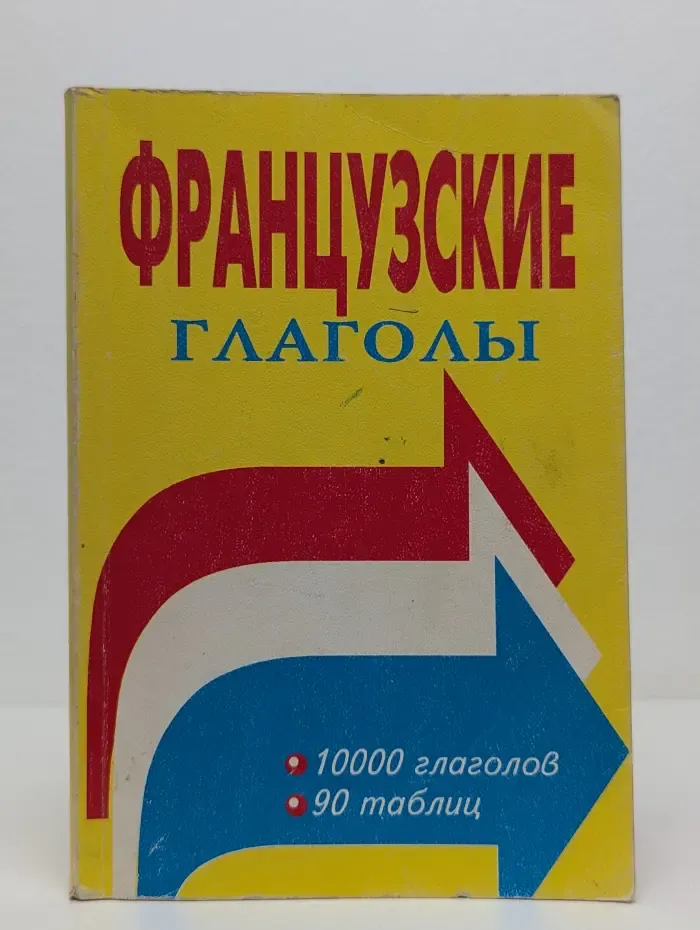 ФРАНЦУЗСКИЕ
ГЛАГОЛЫ
10000 глаголов
90 таблиц